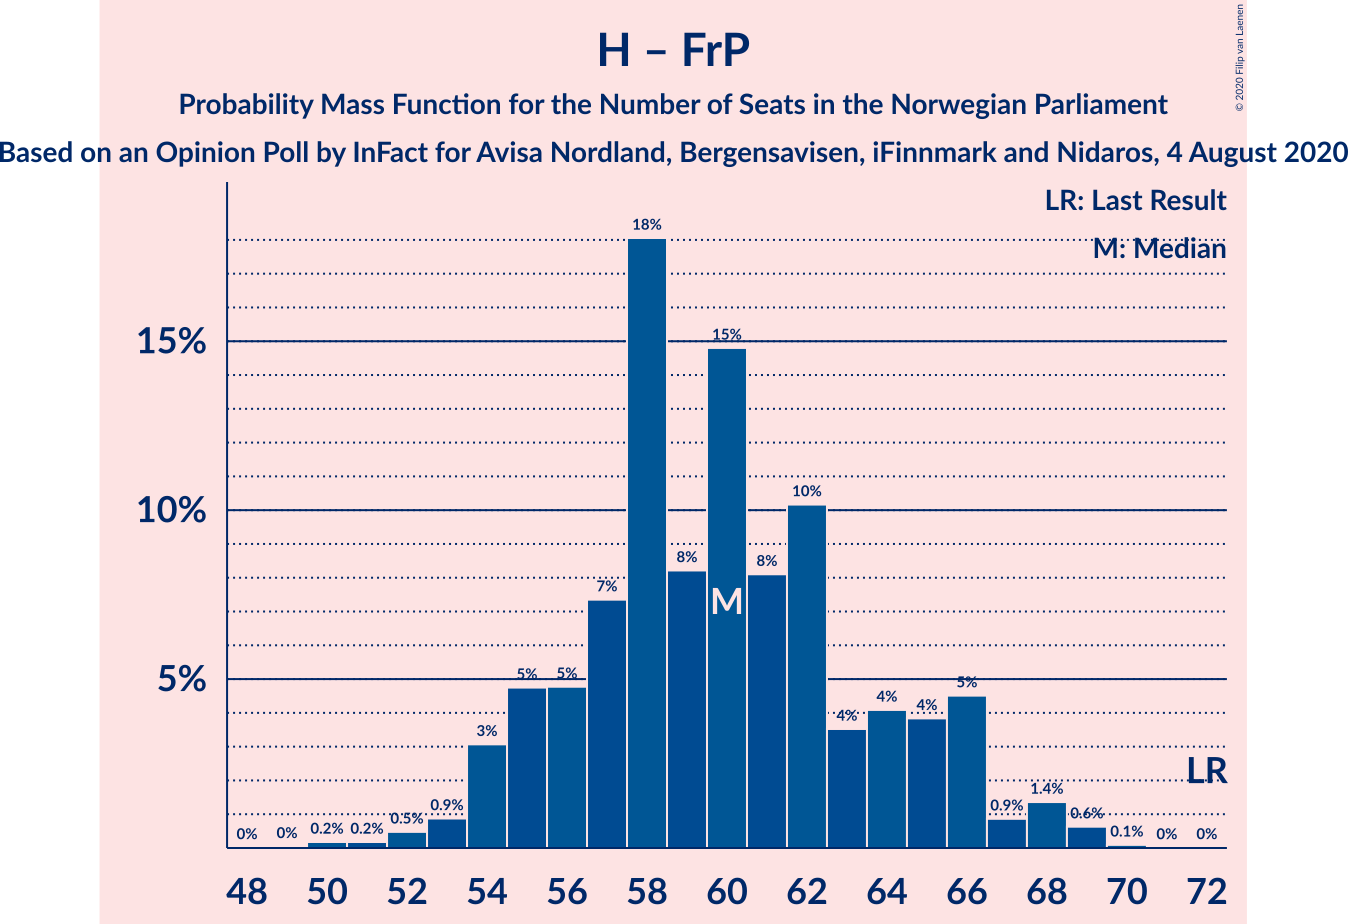 H – FrP
Probability Mass Function for the Number of Seats in the Norwegian Parliament
Based on an Opinion Poll by InFact for Avisa Nordland, Bergensavisen, iFinnmark and Nidaros, 4 August 2020
© 2020 Filip van Laenen
LR: Last Result
M: Median
15%
10%
5%
0% 0% 0.2% 0.2% 0.5% 0.9% 3% 5% 5% 7% 18% 8% 15% 8% 10% 4% 4% 4% 5% 0.9% 1.4% 0.6% 0.1% 0% 0%
M
LR
48 50 52 54 56 58 60 62 64 66 68 70 72